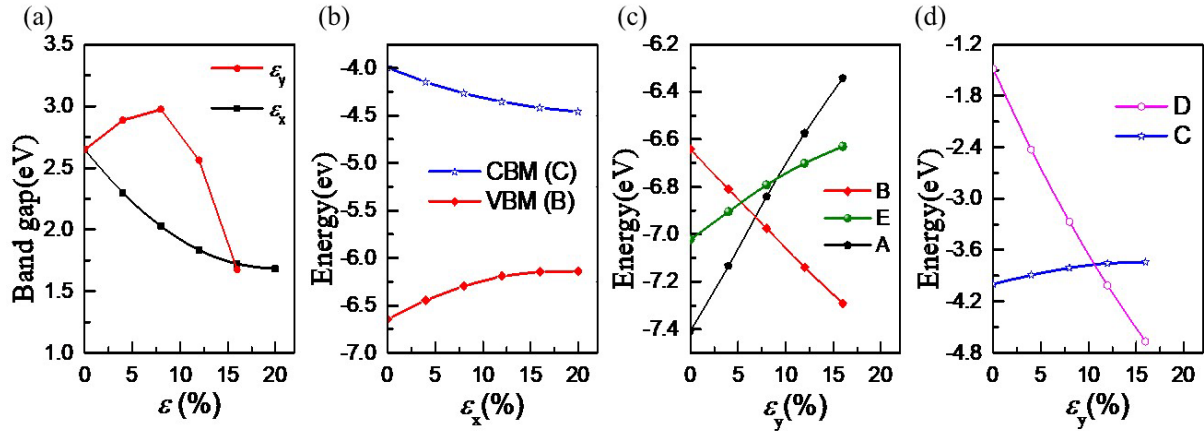 (a)
3.5
3.0
2.5
2.0
1.5
1.0
Band gap(eV)
εy
εx
0 5 10 15 20
ε (%)
(b)
-4.0
-4.5
-5.0
-5.5
-6.0
-6.5
-7.0
Energy(ev)
CBM (C)
VBM (B)
0 5 10 15 20
εx(%)
(c)
-6.2
-6.4
-6.6
-6.8
-7.0
-7.2
-7.4
Energy(eV)
B
E
A
0 5 10 15 20
εy(%)
(d)
-1.2
-1.8
-2.4
-3.0
-3.6
-4.2
-4.8
Energy(eV)
D
C
0 5 10 15 20
εy(%)